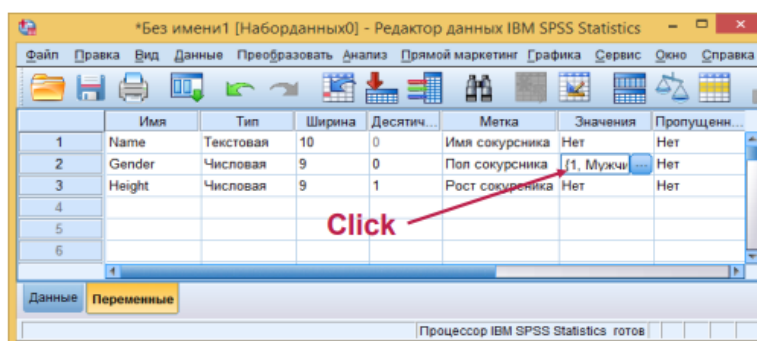 *Без имени1 [Наборданных0] - Редактор данных IBM SPSS Statistics
Файл Правка Вид Данные Преобразовать Анализ Прямой маркетинг Графика Сервис Окно Справка
Имя Тип Ширина Десятич... Метка Значения Пропущенн...
1 Name Текстовая 10 0 Имя сокурсника Нет Нет
2 Gender Числовая 9 0 Пол сокурсника {1, Мужчи ... Нет
3 Height Числовая 9 1 Рост сокурсника Нет Нет
4
5
6
Click
Данные Переменные
Процессор IBM SPSS Statistics готов